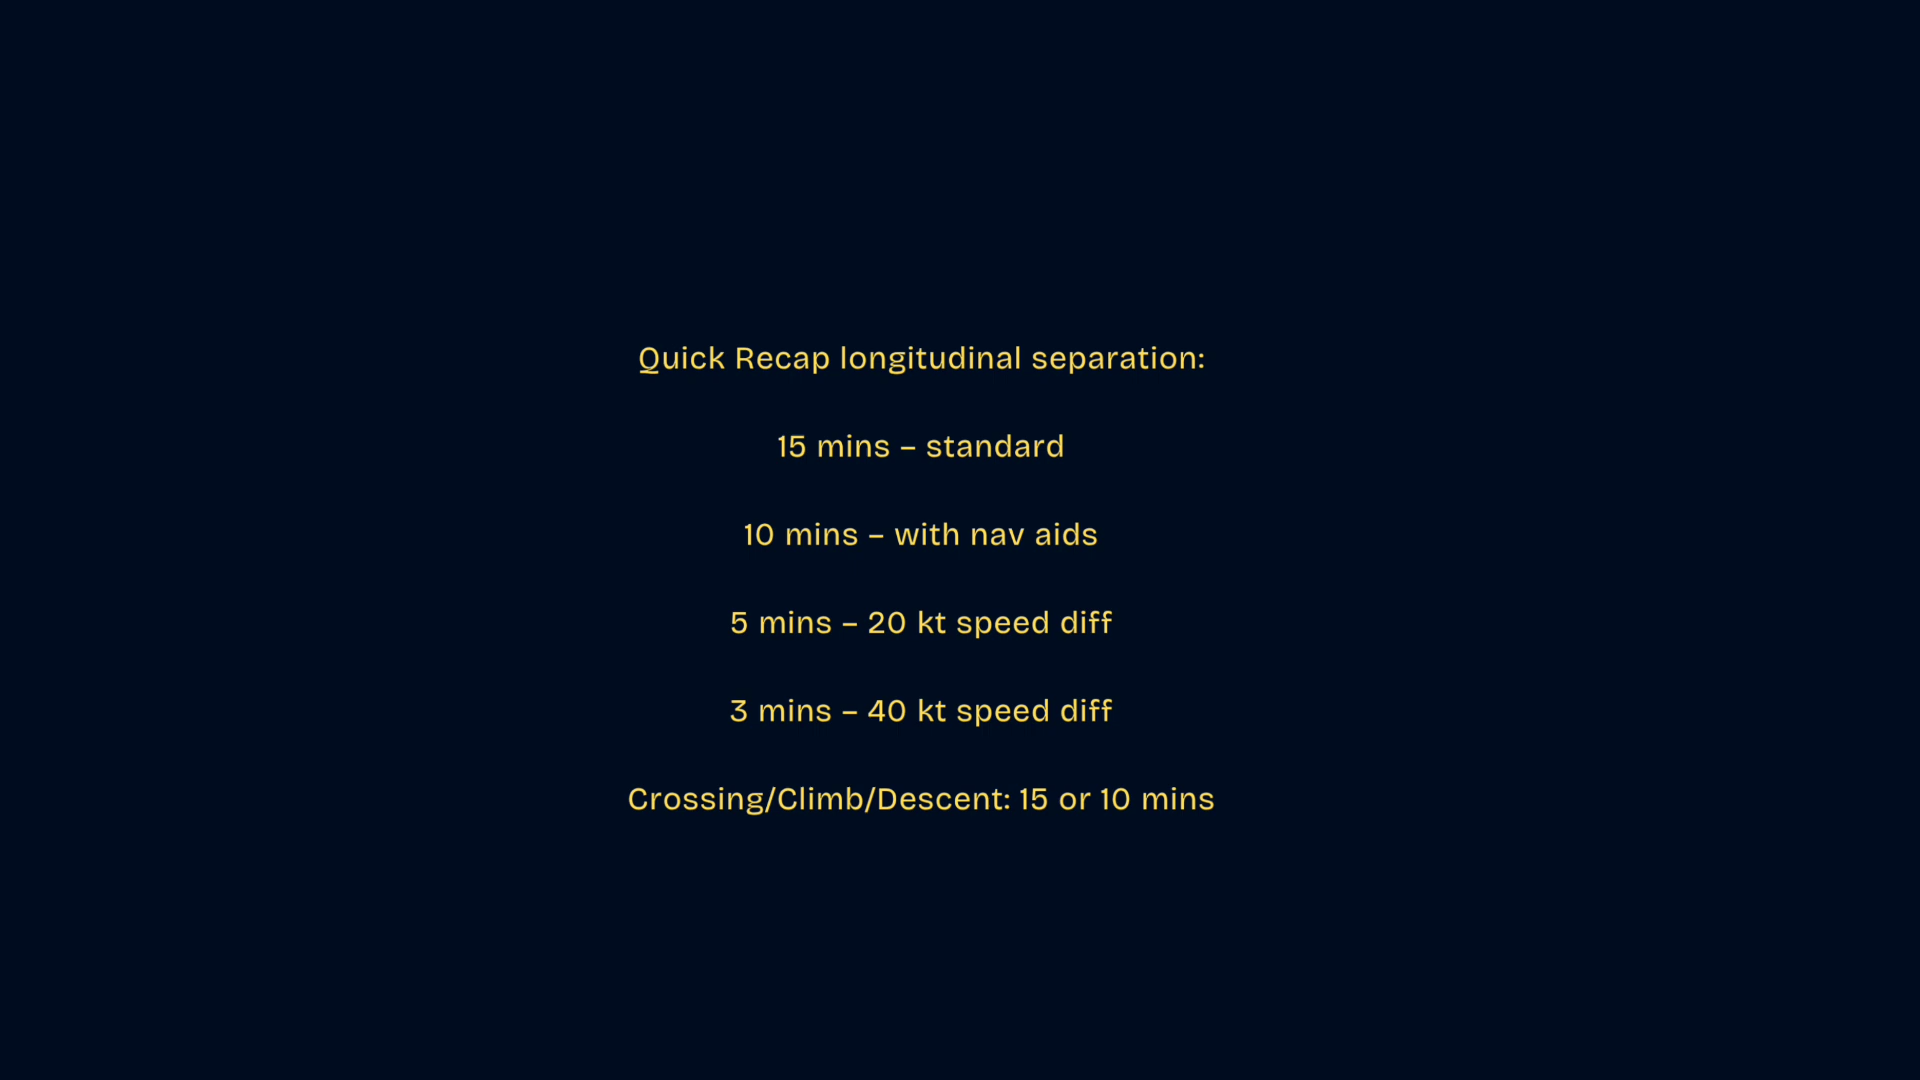 Quick Recap longitudinal separation:
15 mins – standard
10 mins – with nav aids
5 mins – 20 kt speed diff
3 mins – 40 kt speed diff
Crossing/Climb/Descent: 15 or 10 mins